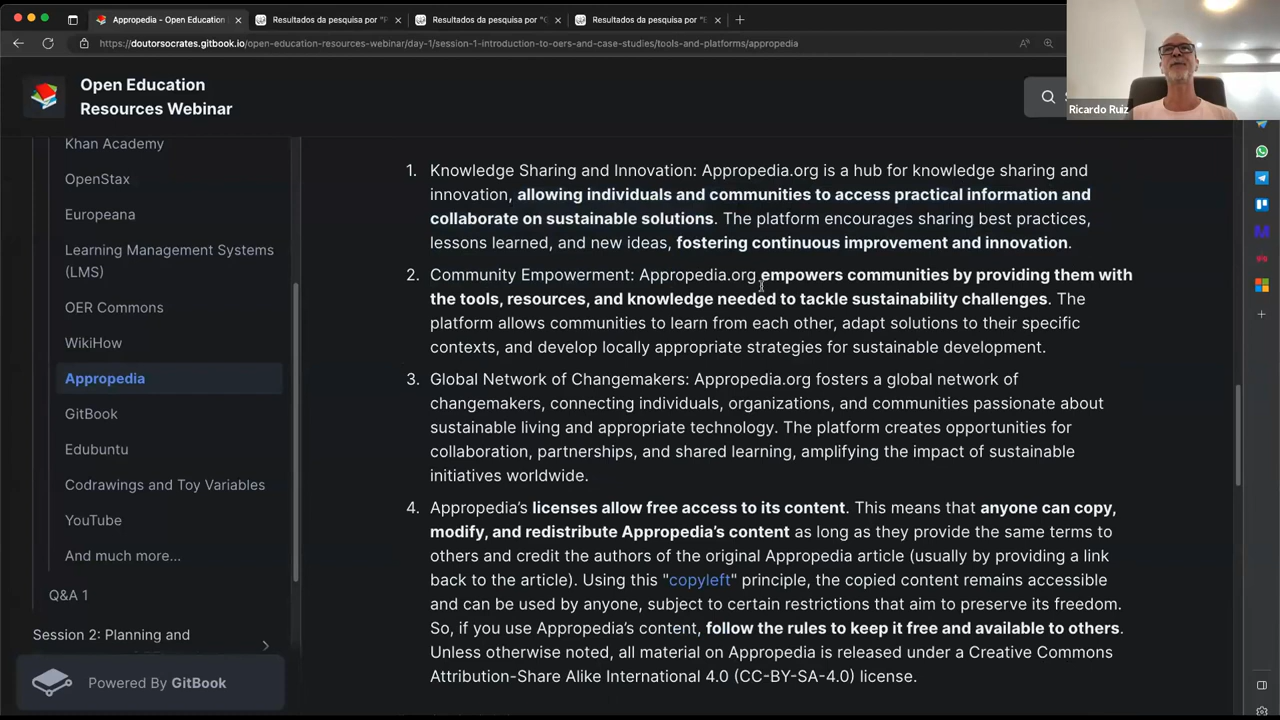 Appropedia - Open Education
Resultados da pesquisa por "
Resultados da pesquisa por "
Resultados da pesquisa por "
https://doutorsocrates.gitbook.io/open-education-resources-webinar/day-1/session-1-introduction-to-oers-and-case-studies/tools-and-platforms/appropedia
Open Education
Resources Webinar
Ricardo Ruiz
Khan Academy
OpenStax
Europeana
Learning Management Systems
(LMS)
OER Commons
WikiHow
Appropedia
GitBook
Edubuntu
Codrawings and Toy Variables
YouTube
And much more...
Q&A 1
Session 2: Planning and
Powered By GitBook
1. Knowledge Sharing and Innovation: Appropedia.org is a hub for knowledge sharing and
innovation, allowing individuals and communities to access practical information and
collaborate on sustainable solutions. The platform encourages sharing best practices,
lessons learned, and new ideas, fostering continuous improvement and innovation.
2. Community Empowerment: Appropedia.org empowers communities by providing them with
the tools, resources, and knowledge needed to tackle sustainability challenges. The
platform allows communities to learn from each other, adapt solutions to their specific
contexts, and develop locally appropriate strategies for sustainable development.
3. Global Network of Changemakers: Appropedia.org fosters a global network of
changemakers, connecting individuals, organizations, and communities passionate about
sustainable living and appropriate technology. The platform creates opportunities for
collaboration, partnerships, and shared learning, amplifying the impact of sustainable
initiatives worldwide.
4. Appropedia's licenses allow free access to its content. This means that anyone can copy,
modify, and redistribute Appropedia's content as long as they provide the same terms to
others and credit the authors of the original Appropedia article (usually by providing a link
back to the article). Using this "copyleft" principle, the copied content remains accessible
and can be used by anyone, subject to certain restrictions that aim to preserve its freedom.
So, if you use Appropedia's content, follow the rules to keep it free and available to others.
Unless otherwise noted, all material on Appropedia is released under a Creative Commons
Attribution-Share Alike International 4.0 (CC-BY-SA-4.0) license.